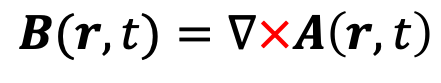 B(r,t) = ∇×A(r,t)